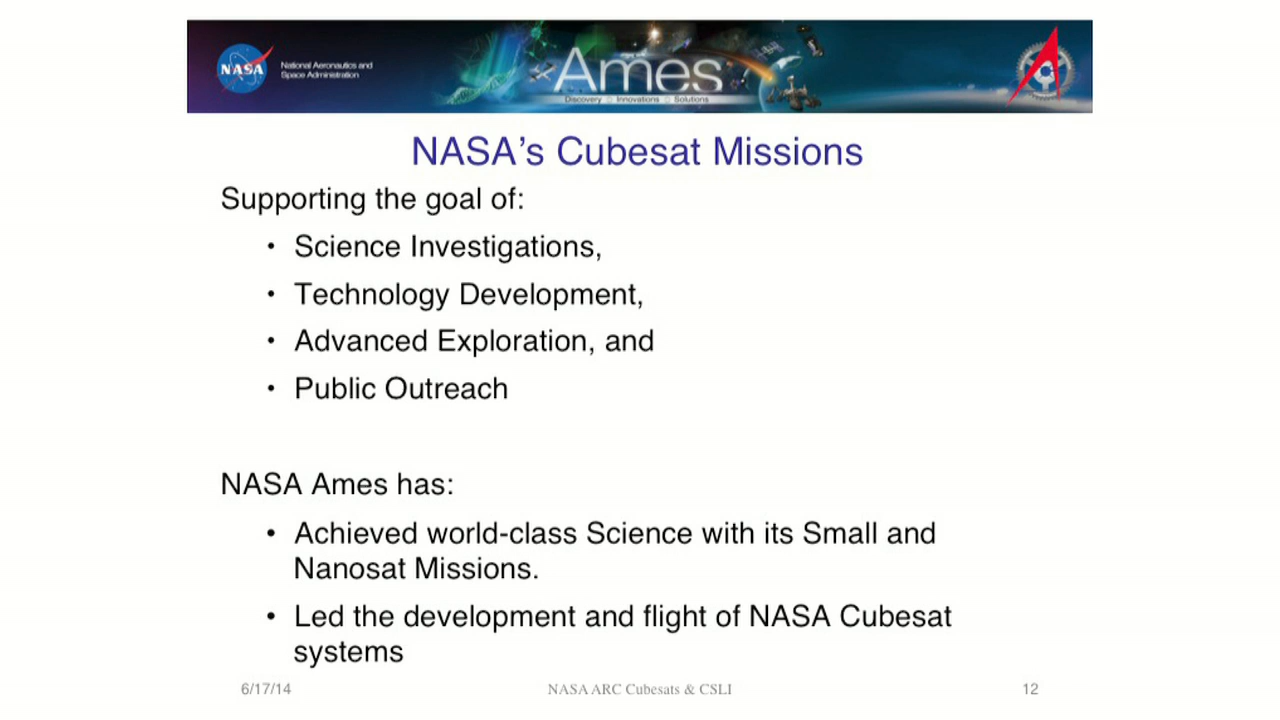 NASA
National Aeronautics and
Space Administration
Ames
Discovery Innovations Solutions
NASA's Cubesat Missions
Supporting the goal of:
• Science Investigations,
• Technology Development,
• Advanced Exploration, and
• Public Outreach
NASA Ames has:
• Achieved world-class Science with its Small and
Nanosat Missions.
• Led the development and flight of NASA Cubesat
systems
6/17/14 NASA ARC Cubesats & CSLI 12